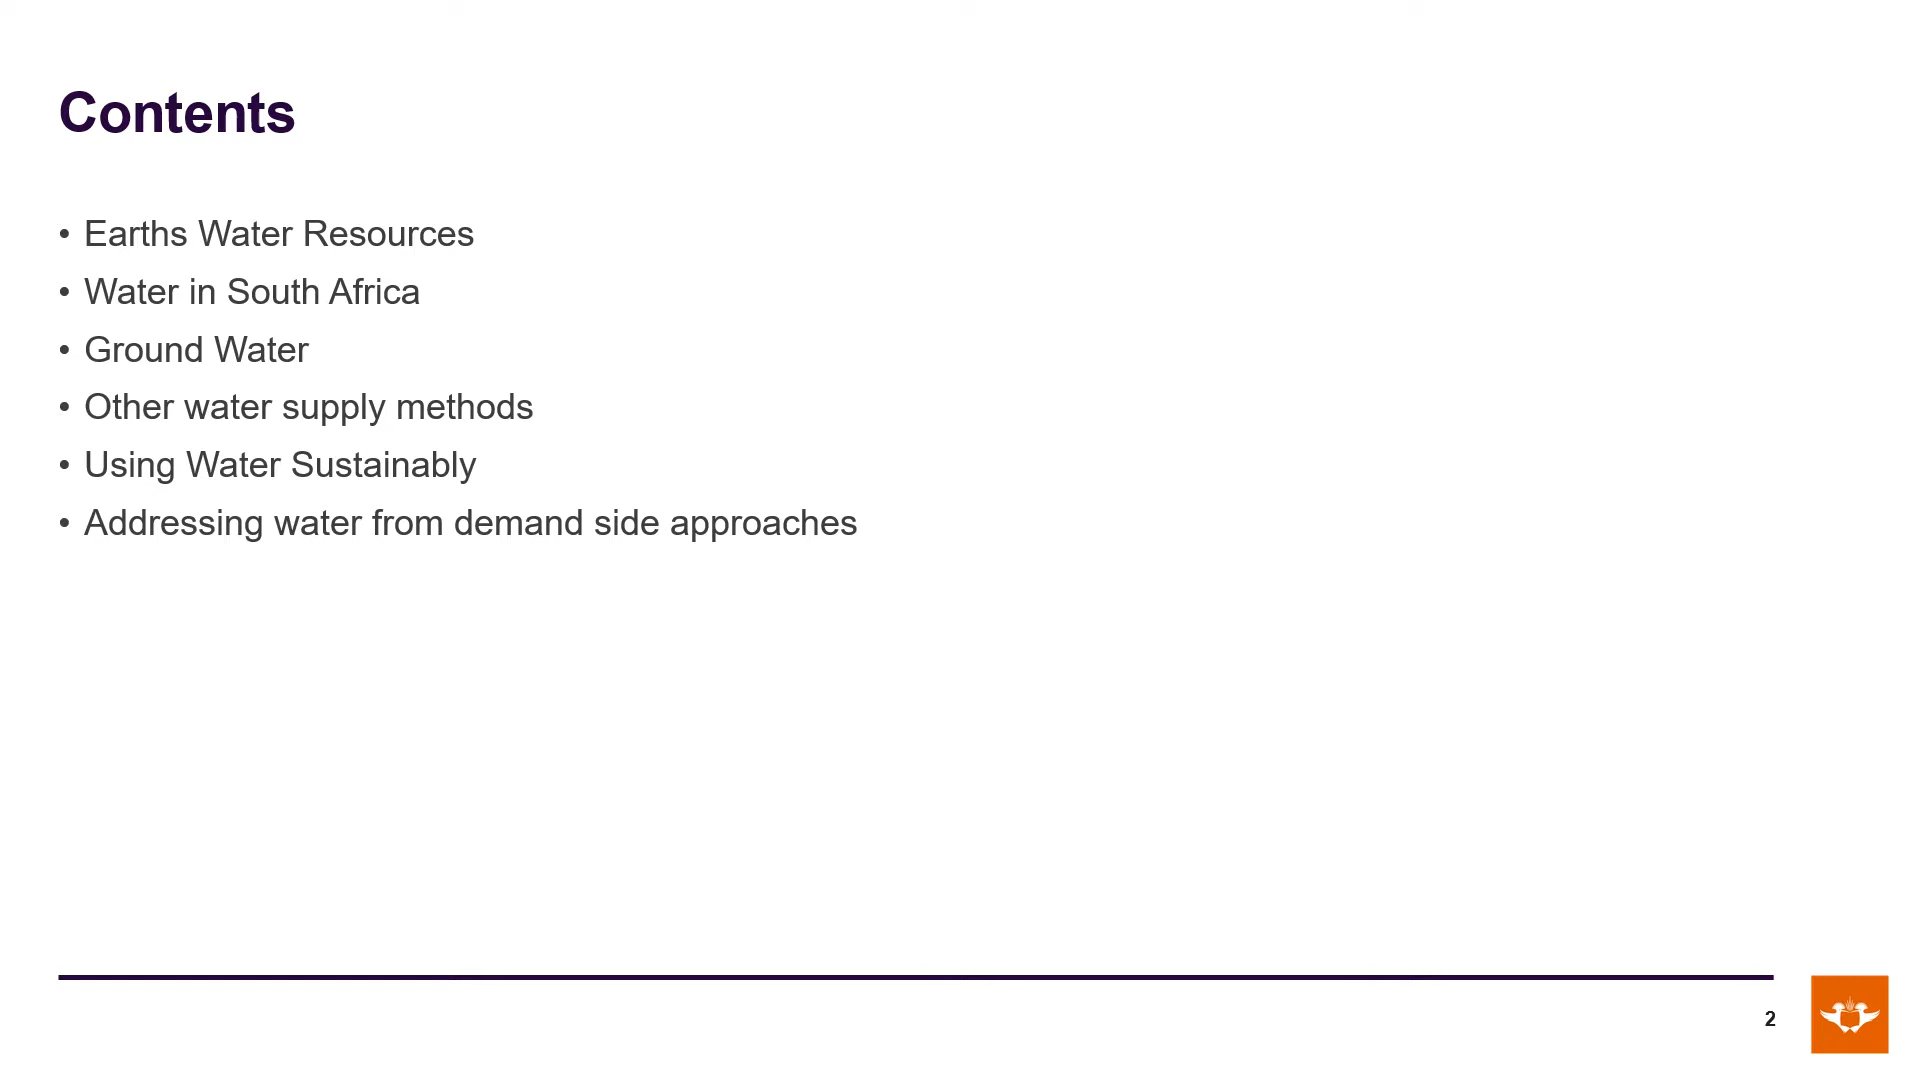 Contents
• Earths Water Resources
• Water in South Africa
• Ground Water
• Other water supply methods
• Using Water Sustainably
• Addressing water from demand side approaches
2